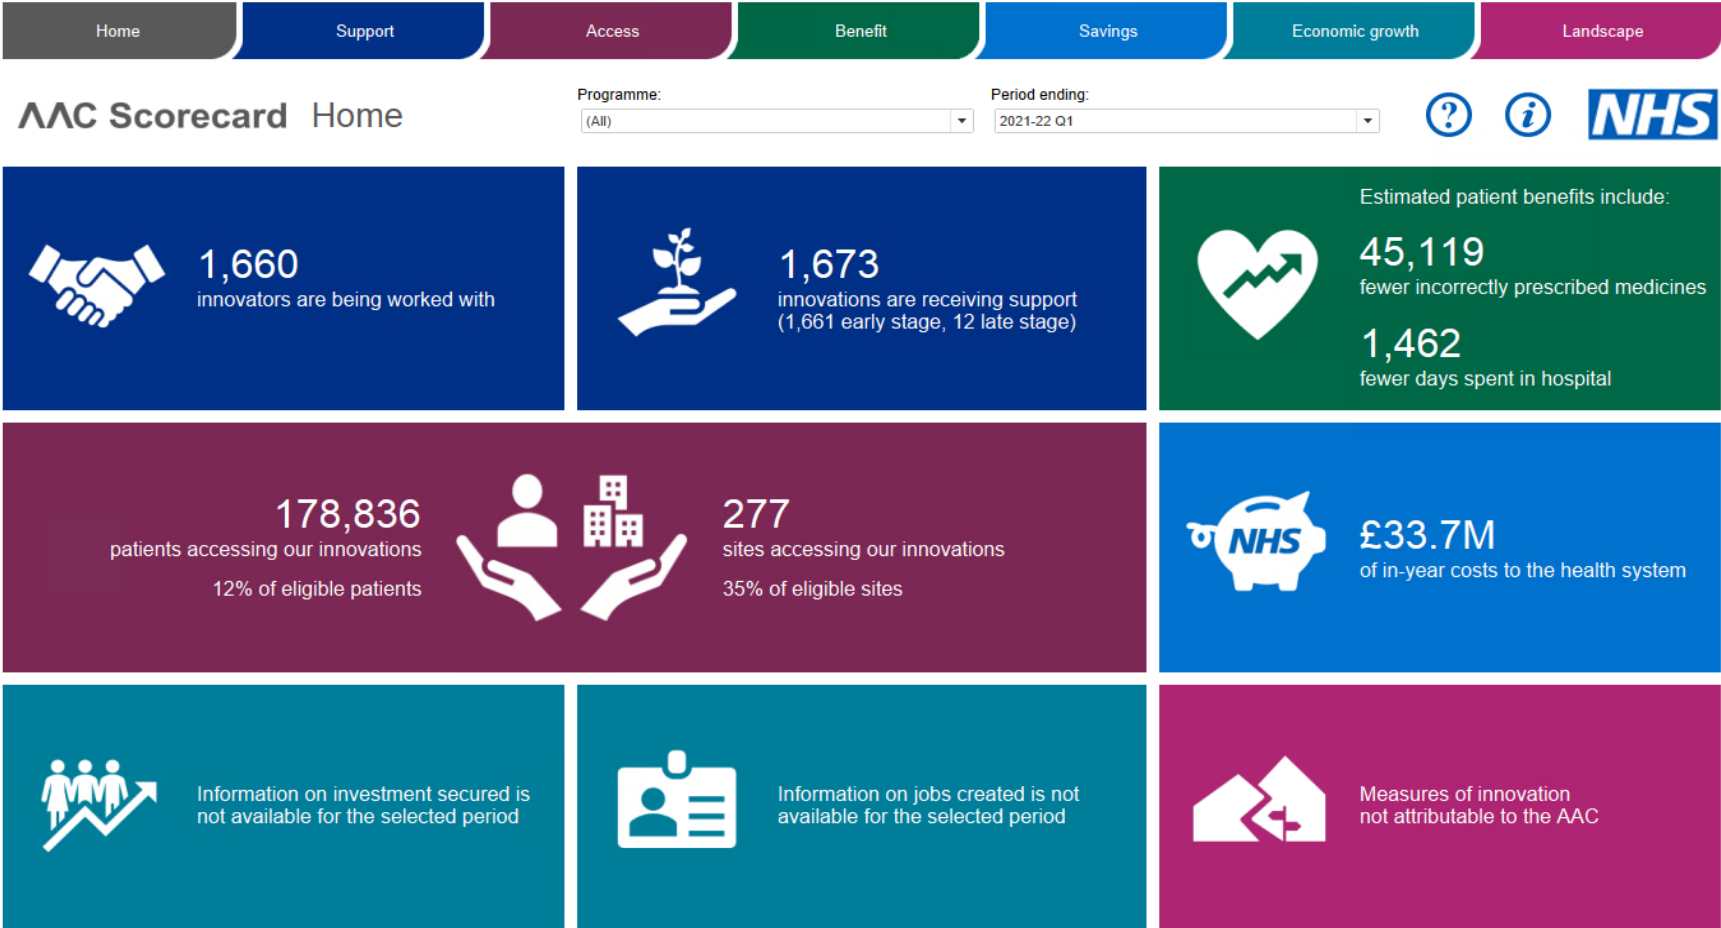 Home
Support
Access
Benefit
Savings
Economic growth
Landscape
AAC Scorecard Home
Programme:
(All)
Period ending:
2021-22 Q1
?
i
NHS
1,660
innovators are being worked with
1,673
innovations are receiving support
(1,661 early stage, 12 late stage)
Estimated patient benefits include:
45,119
fewer incorrectly prescribed medicines
1,462
fewer days spent in hospital
178,836
patients accessing our innovations
12% of eligible patients
277
sites accessing our innovations
35% of eligible sites
NHS
£33.7M
of in-year costs to the health system
Information on investment secured is
not available for the selected period
Information on jobs created is not
available for the selected period
Measures of innovation
not attributable to the AAC